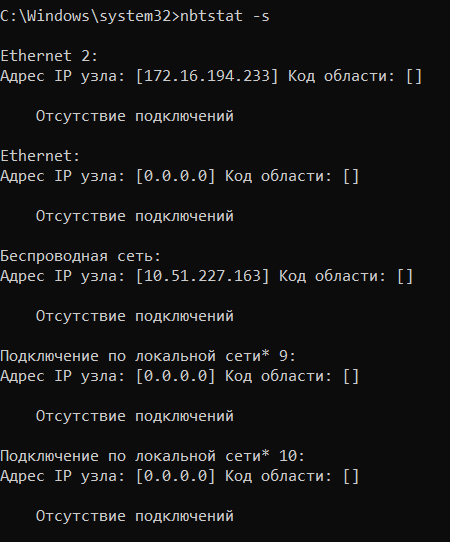 C:\Windows\system32>nbtstat -s
Ethernet 2:
Адрес IP узла: [172.16.194.233] Код области: []
Отсутствие подключений
Ethernet:
Адрес IP узла: [0.0.0.0] Код области: []
Отсутствие подключений
Беспроводная сеть:
Адрес IP узла: [10.51.227.163] Код области: []
Отсутствие подключений
Подключение по локальной сети* 9:
Адрес IP узла: [0.0.0.0] Код области: []
Отсутствие подключений
Подключение по локальной сети* 10:
Адрес IP узла: [0.0.0.0] Код области: []
Отсутствие подключений